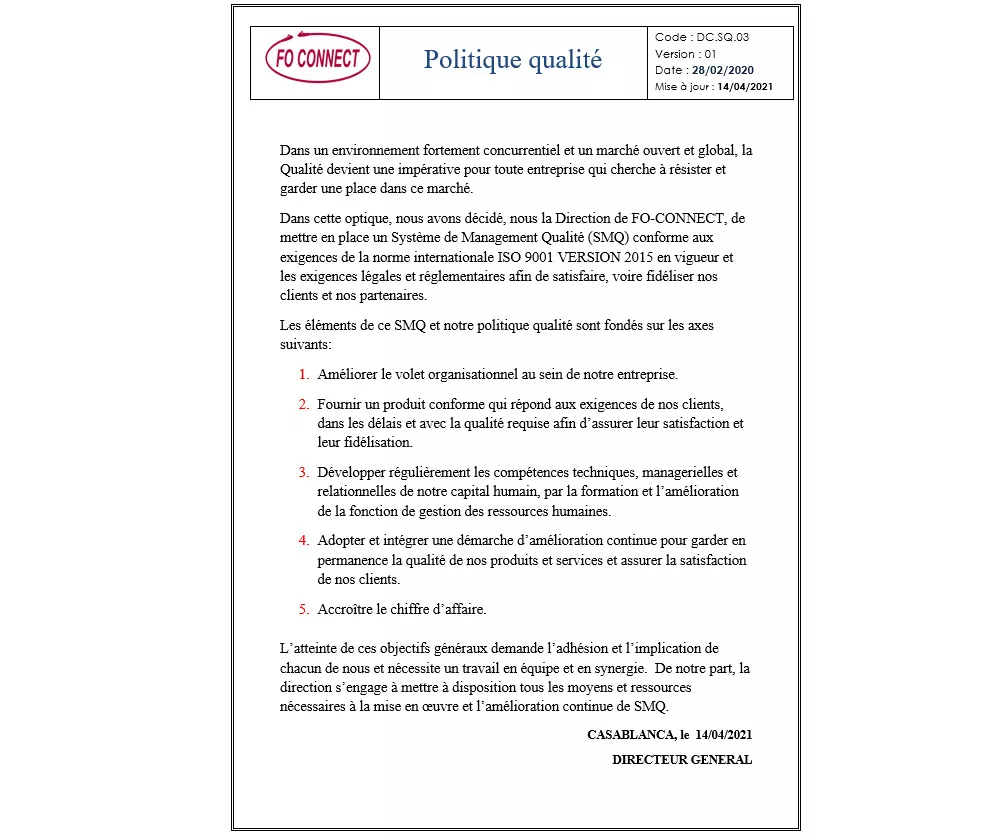 FO CONNECT
Politique qualité
Code : DC.SQ.03
Version : 01
Date : 28/02/2020
Mise à jour : 14/04/2021
Dans un environnement fortement concurrentiel et un marché ouvert et global, la
Qualité devient une impérative pour toute entreprise qui cherche à résister et
garder une place dans ce marché.
Dans cette optique, nous avons décidé, nous la Direction de FO-CONNECT, de
mettre en place un Système de Management Qualité (SMQ) conforme aux
exigences de la norme internationale ISO 9001 VERSION 2015 en vigueur et
les exigences légales et réglementaires afin de satisfaire, voire fidéliser nos
clients et nos partenaires.
Les éléments de ce SMQ et notre politique qualité sont fondés sur les axes
suivants:
1. Améliorer le volet organisationnel au sein de notre entreprise.
2. Fournir un produit conforme qui répond aux exigences de nos clients,
dans les délais et avec la qualité requise afin d’assurer leur satisfaction et
leur fidélisation.
3. Développer régulièrement les compétences techniques, managerielles et
relationnelles de notre capital humain, par la formation et l’amélioration
de la fonction de gestion des ressources humaines.
4. Adopter et intégrer une démarche d’amélioration continue pour garder en
permanence la qualité de nos produits et services et assurer la satisfaction
de nos clients.
5. Accroître le chiffre d’affaire.
L’atteinte de ces objectifs généraux demande l’adhésion et l’implication de
chacun de nous et nécessite un travail en équipe et en synergie. De notre part, la
direction s’engage à mettre à disposition tous les moyens et ressources
nécessaires à la mise en œuvre et l’amélioration continue de SMQ.
CASABLANCA, le 14/04/2021
DIRECTEUR GENERAL